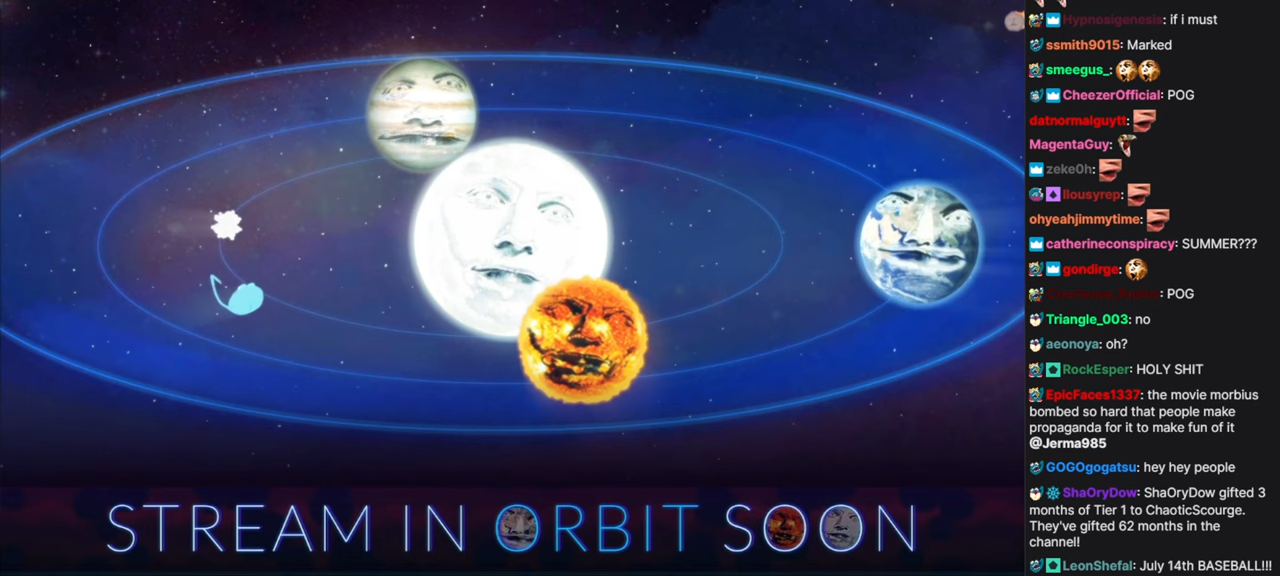 STREAM IN ORBIT SOON
Hypnosigenesis: if i must
ssmith9015: Marked
smeegus_:
CheezerOfficial: POG
datnormalguytt:
MagentaGuy:
zeke0h:
llousyrep:
ohyeahjimmytime:
catherineconspiracy: SUMMER???
gondirge:
: POG
Triangle_003: no
aeonoya: oh?
RockEsper: HOLY SHIT
EpicFaces1337: the movie morbius
bombed so hard that people make
propaganda for it to make fun of it
@Jerma985
GOGOgogatsu: hey hey people
ShaOryDow: ShaOryDow gifted 3
months of Tier 1 to ChaoticScourge.
They've gifted 62 months in the
channel!
LeonShefal: July 14th BASEBALL!!!